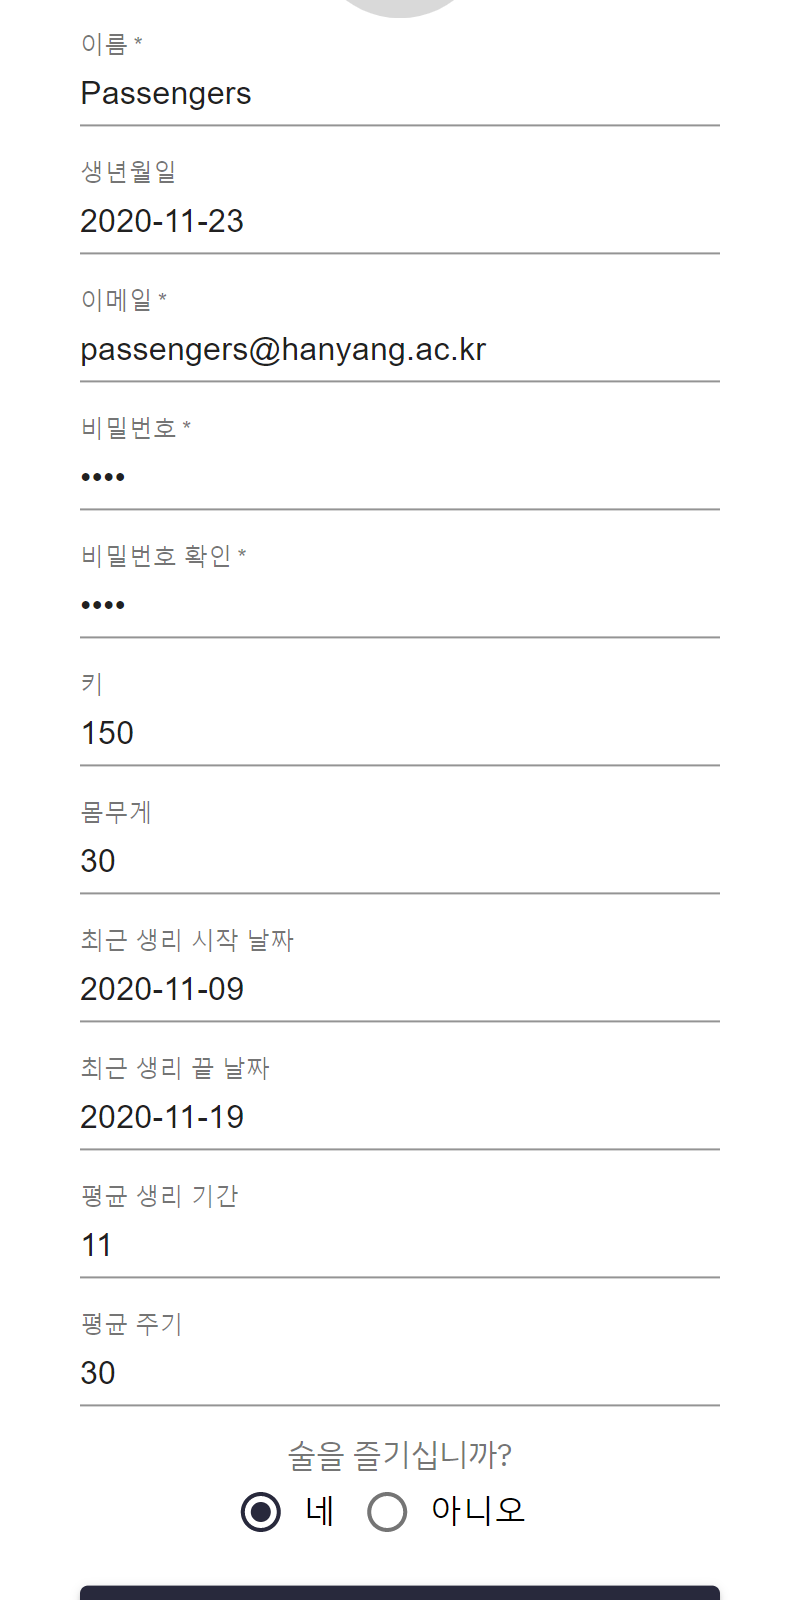 이름 *
Passengers
생년월일
2020-11-23
이메일 *
passengers@hanyang.ac.kr
비밀번호 *
••••
비밀번호 확인 *
••••
키
150
몸무게
30
최근 생리 시작 날짜
2020-11-09
최근 생리 끝 날짜
2020-11-19
평균 생리 기간
11
평균 주기
30
술을 즐기십니까?
네 아니오